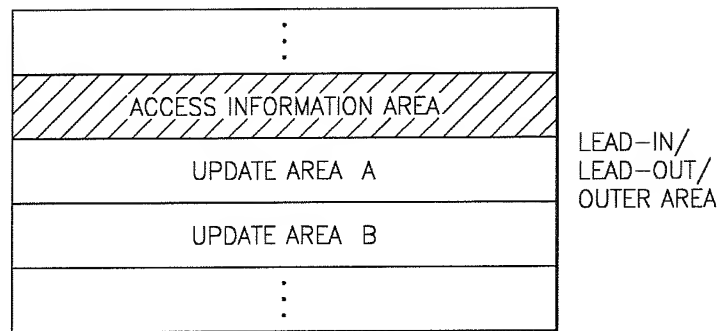 ACCESS INFORMATION AREA
UPDATE AREA A
UPDATE AREA B
LEAD-IN/
LEAD-OUT/
OUTER AREA